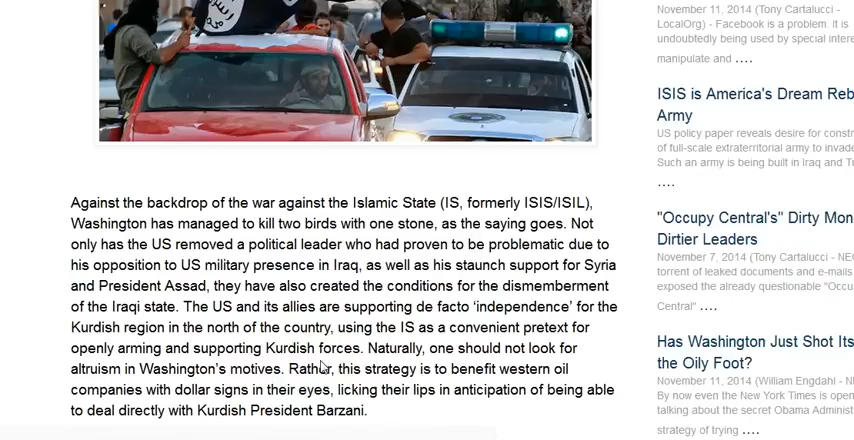 Against the backdrop of the war against the Islamic State (IS, formerly ISIS/ISIL),
Washington has managed to kill two birds with one stone, as the saying goes. Not
only has the US removed a political leader who had proven to be problematic due to
his opposition to US military presence in Iraq, as well as his staunch support for Syria
and President Assad, they have also created the conditions for the dismemberment
of the Iraqi state. The US and its allies are supporting de facto ‘independence’ for the
Kurdish region in the north of the country, using the IS as a convenient pretext for
openly arming and supporting Kurdish forces. Naturally, one should not look for
altruism in Washington’s motives. Rather, this strategy is to benefit western oil
companies with dollar signs in their eyes, licking their lips in anticipation of being able
to deal directly with Kurdish President Barzani.
November 11, 2014 (Tony Cartalucci -
LocalOrg) - Facebook is a problem. It is
undoubtedly being used by special intere
manipulate and ....
ISIS is America's Dream Reb
Army
US policy paper reveals desire for constr
of full-scale extraterritorial army to invade
Such an army is being built in Iraq and Tu
....
"Occupy Central's" Dirty Mon
Dirtier Leaders
November 7, 2014 (Tony Cartalucci - NEO
torrent of leaked documents and e-mails
exposed the already questionable "Occu
Central" ....
Has Washington Just Shot Its
the Oily Foot?
November 11, 2014 (William Engdahl - N
By now even the New York Times is open
talking about the secret Obama Administ
strategy of trying ....